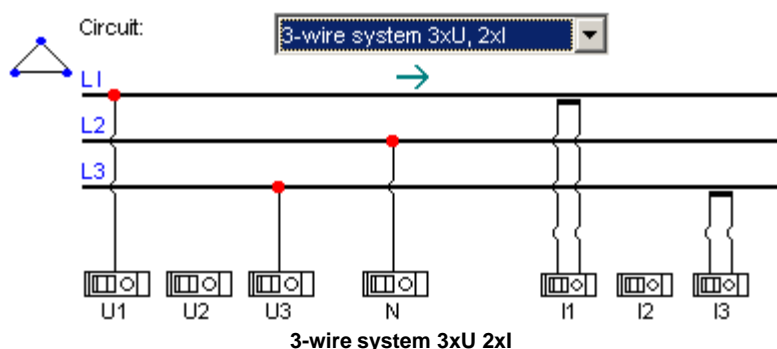 Circuit:
3-wire system 3xU, 2xI
L1
L2
L3
U1 U2 U3 N I1 I2 I3
3-wire system 3xU 2xI